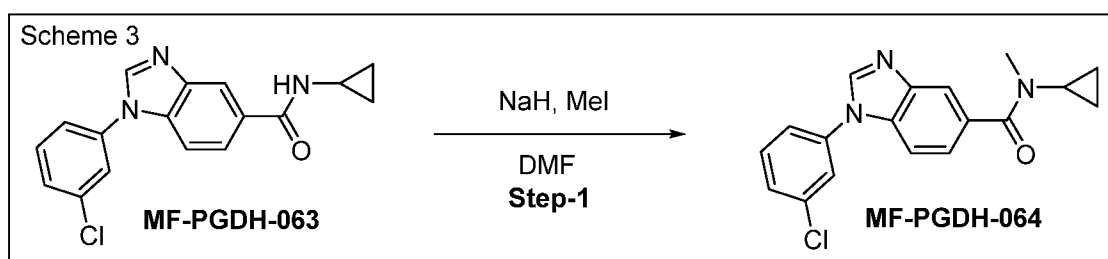 Scheme 3
N
N
HN
O
Cl
MF-PGDH-063
NaH, MeI
DMF
Step-1
N
N
N
O
Cl
MF-PGDH-064